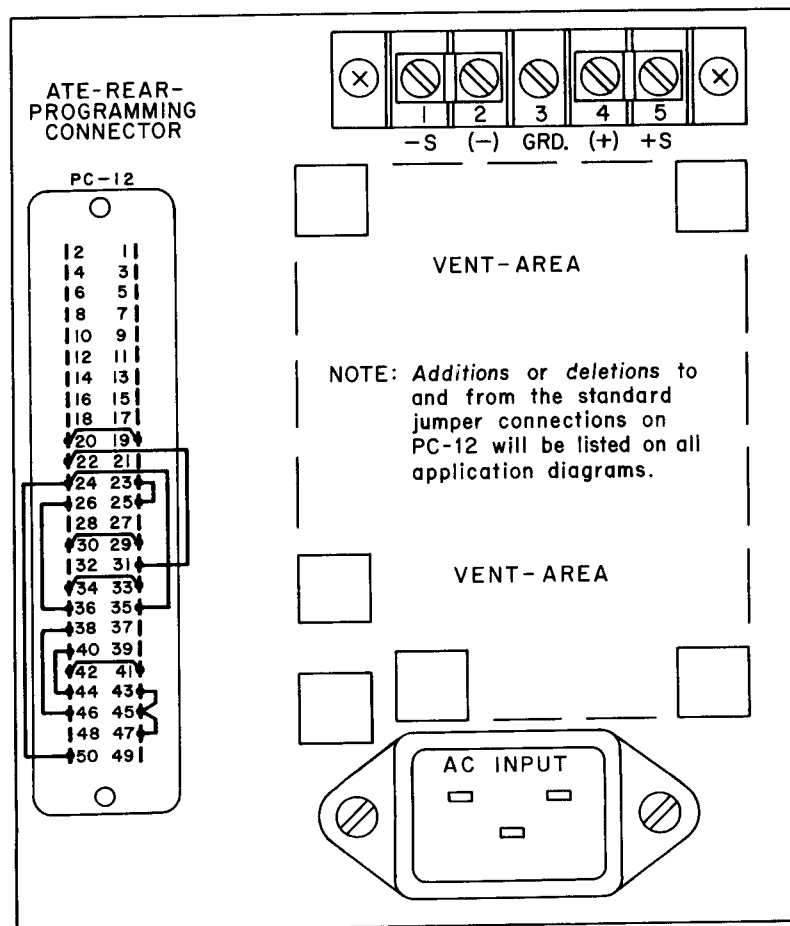 ATE-REAR-
PROGRAMMING
CONNECTOR
PC-12
2 1
4 3
6 5
8 7
10 9
12 11
14 13
16 15
18 17
20 19
22 21
24 23
26 25
28 27
30 29
32 31
34 33
36 35
38 37
40 39
42 41
44 43
46 45
48 47
50 49
1 2 3 4 5
-S (-) GRD. (+) +S
VENT-AREA
NOTE: Additions or deletions to
and from the standard
jumper connections on
PC-12 will be listed on all
application diagrams.
VENT-AREA
AC INPUT